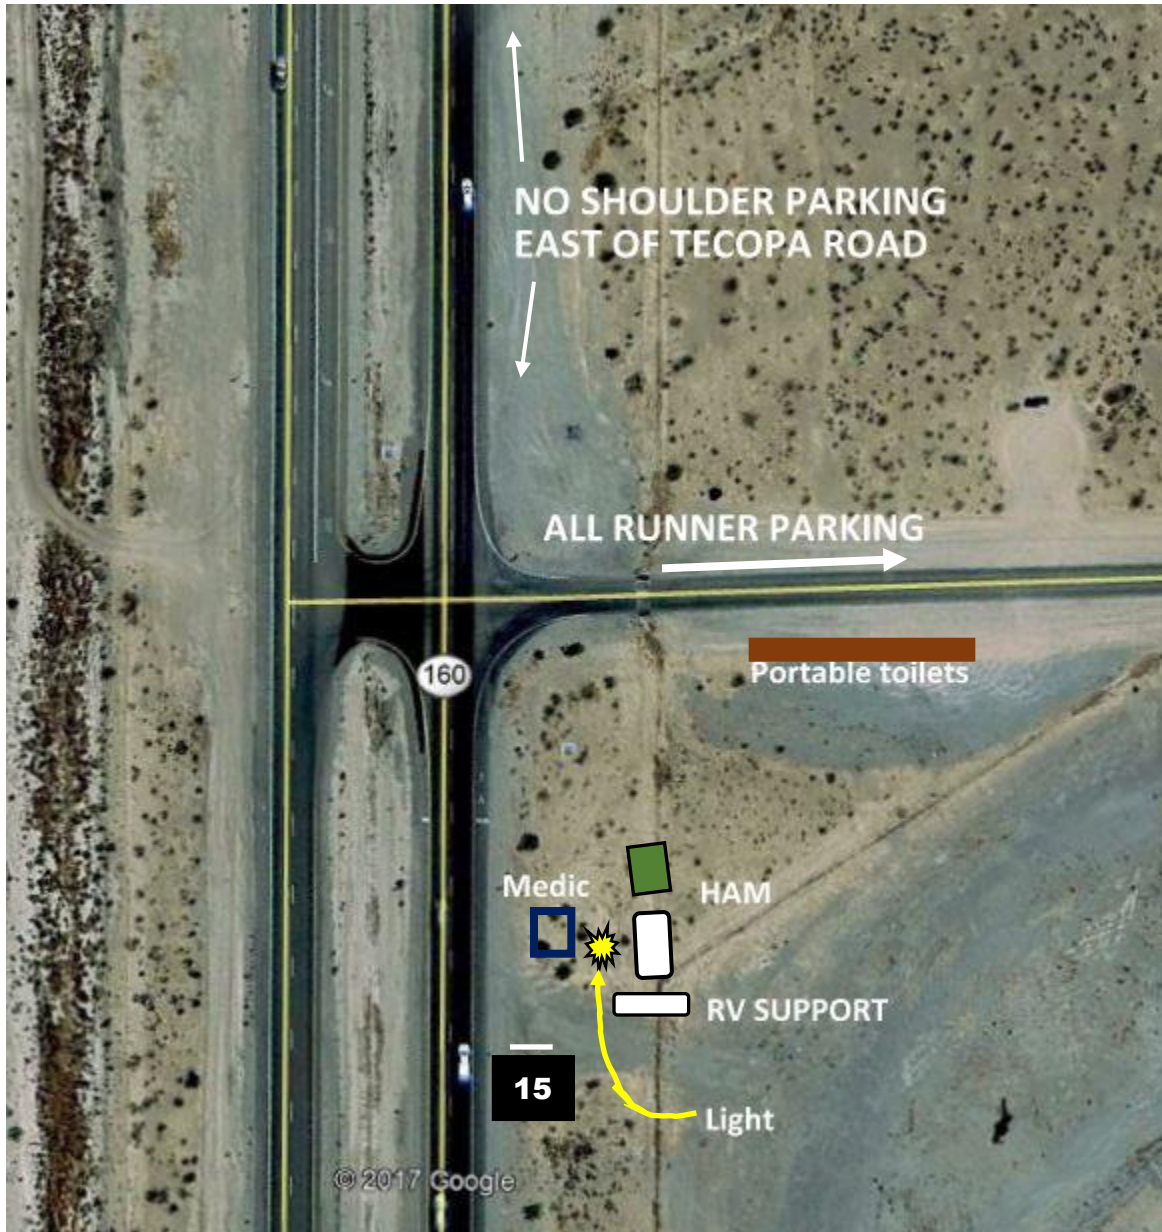 NO SHOULDER PARKING
EAST OF TECOPA ROAD
ALL RUNNER PARKING
160
Portable toilets
Medic
HAM
RV SUPPORT
15
Light
© 2017 Google